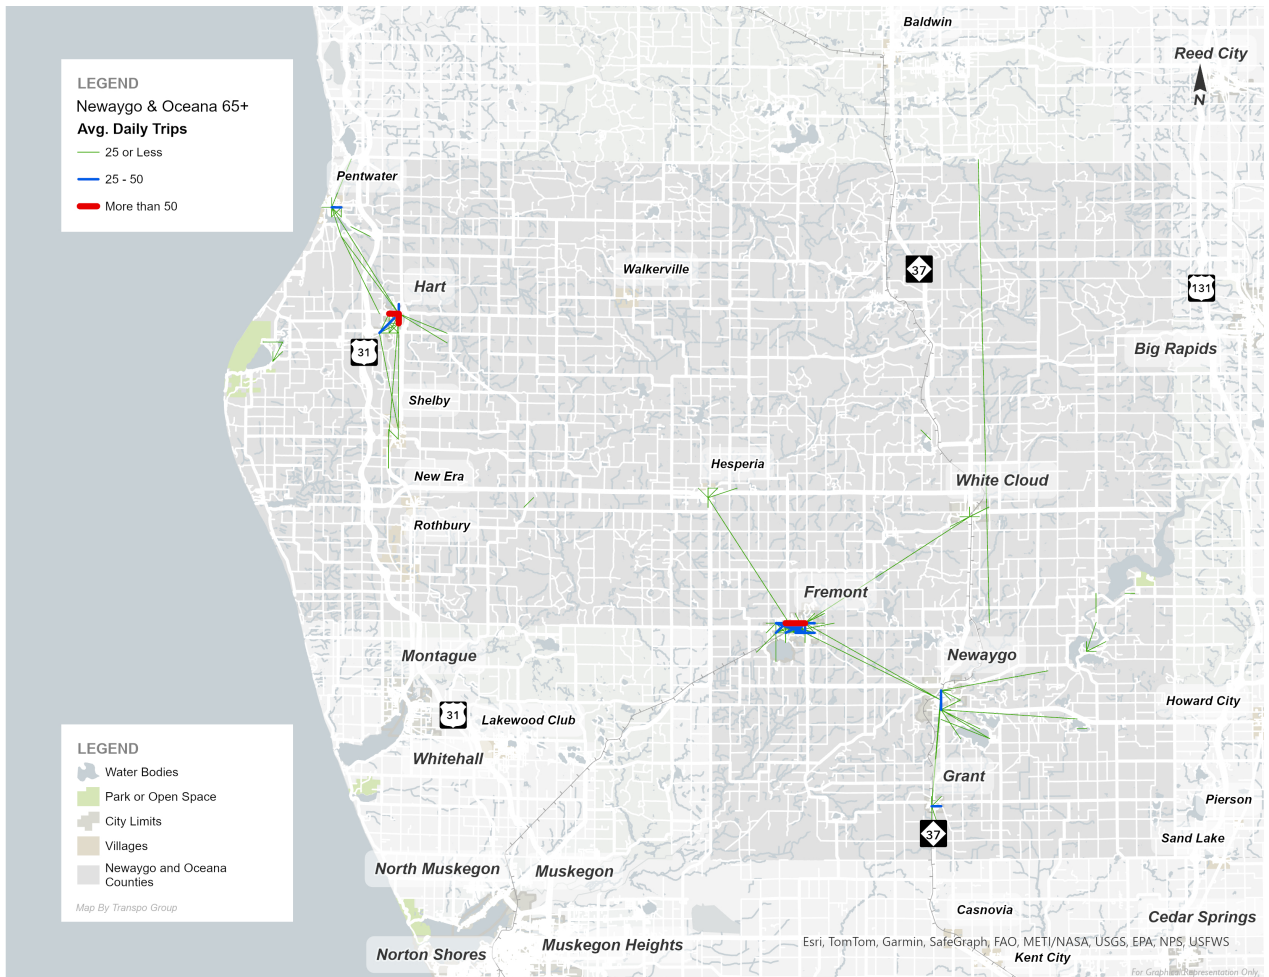 Baldwin
Reed City
N
LEGEND
Newaygo & Oceana 65+
Avg. Daily Trips
25 or Less
25 - 50
More than 50
Pentwater
Hart
Walkerville
37
131
31
Big Rapids
Shelby
Hesperia
New Era
White Cloud
Rothbury
Fremont
Montague
Newaygo
31
Lakewood Club
Howard City
Whitehall
Grant
Pierson
37
Sand Lake
LEGEND
Water Bodies
Park or Open Space
City Limits
Villages
Newaygo and Oceana
Counties
Map By Transpo Group
North Muskegon
Muskegon
Casnovia
Cedar Springs
Norton Shores
Muskegon Heights
Esri, TomTom, Garmin, SafeGraph, FAO, METI/NASA, USGS, EPA, NPS, USFWS
Kent City
For Graphical Representation Only.